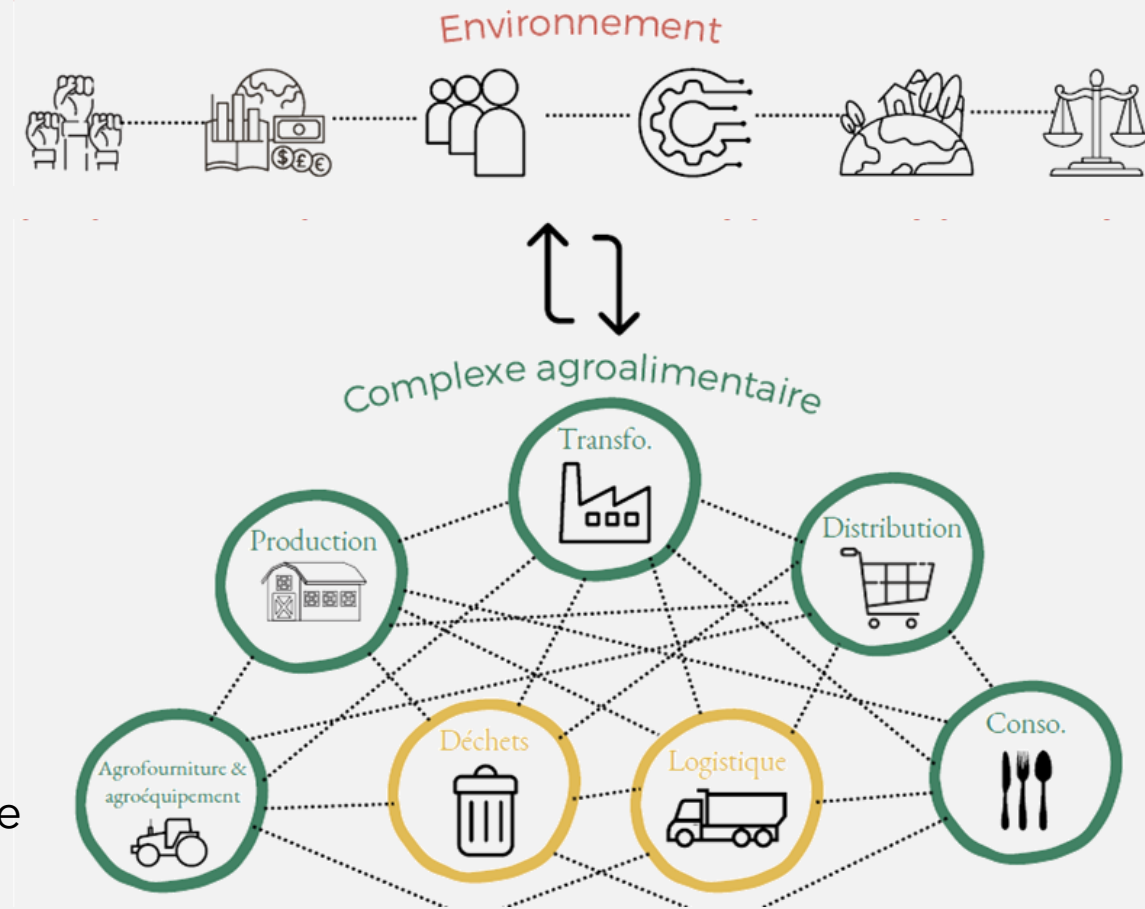 Environnement
$ £ €
Complexe agroalimentaire
Transfo.
Production
Distribution
Agrofourniture &
agroéquipement
Déchets
Logistique
Conso.
e